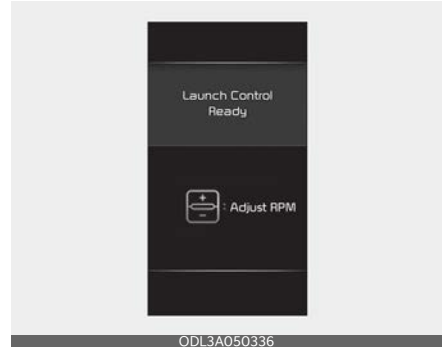 Launch Control
Ready
+
−
: Adjust RPM
ODL3A050336